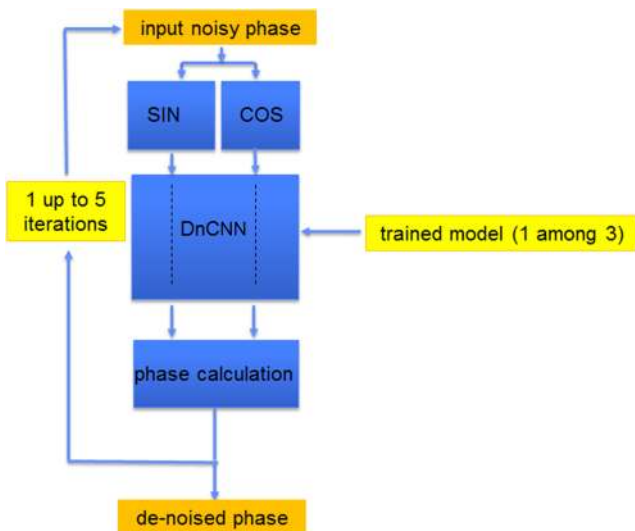 input noisy phase
SIN
COS
1 up to 5
iterations
DnCNN
trained model (1 among 3)
phase calculation
de-noised phase